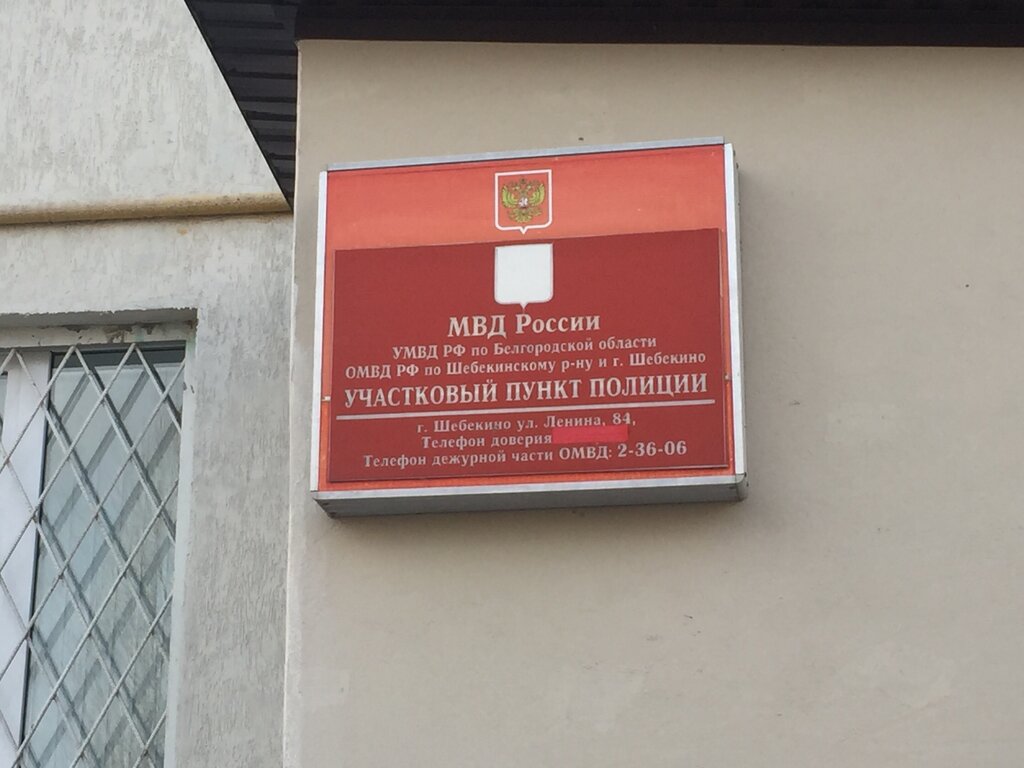 МВД России
УМВД РФ по Белгородской области
ОМВД РФ по Шебекинскому р-ну и г. Шебекино
УЧАСТКОВЫЙ ПУНКТ ПОЛИЦИИ
г. Шебекино ул. Ленина, 84,
Телефон доверия
Телефон дежурной части ОМВД: 2-36-06